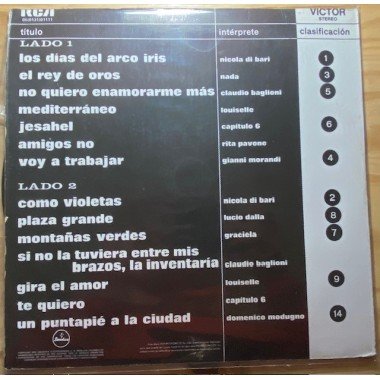 RCA VICTOR
STEREO
título intérprete clasificación
LADO 1
los días del arco iris nicola di bari 1
el rey de oros nada 3
no quiero enamorarme más claudio baglioni 5
mediterráneo louiselle
jesahel capítulo 6 6
amigos no rita pavone
voy a trabajar gianni morandi 4
LADO 2
como violetas nicola di bari 2
plaza grande lucio dalla 8
montañas verdes graciela 7
si no la tuviera entre mis
brazos, la inventaría claudio baglioni
gira el amor louiselle 9
te quiero capítulo 6
un puntapié a la ciudad domenico modugno 14